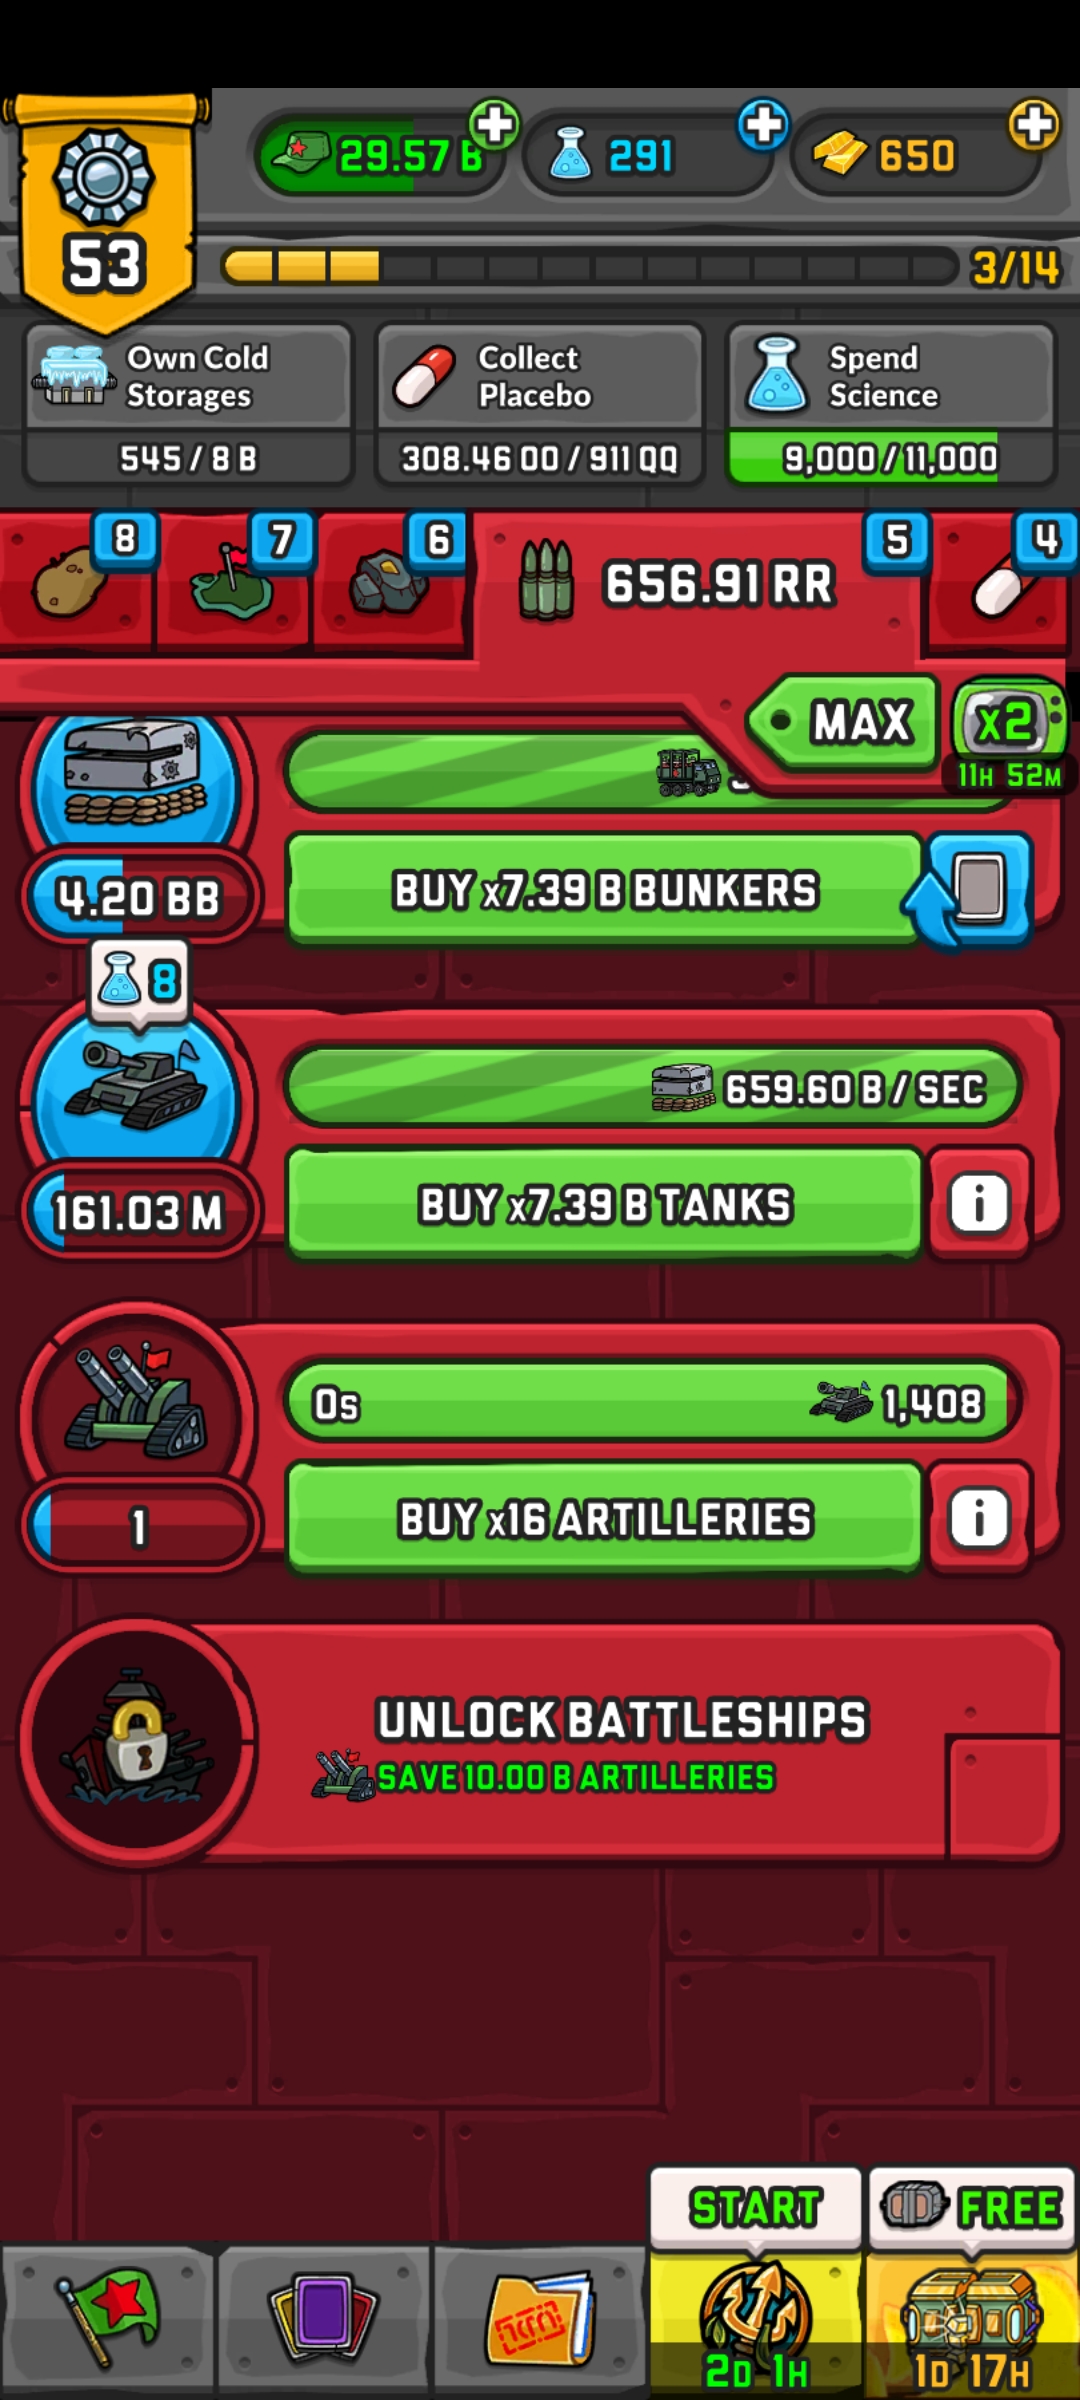 29.57 B
291
650
53
3/14
Own Cold
Storages
545 / 8 B
Collect
Placebo
308.46 OO / 911 QQ
Spend
Science
9,000 / 11,000
8
7
6
656.91 RR
5
4
MAX
x2
11H 52M
4.20 BB
BUY x7.39 B BUNKERS
8
659.60 B / SEC
161.03 M
BUY x7.39 B TANKS
0s
1,408
1
BUY x16 ARTILLERIES
UNLOCK BATTLESHIPS
SAVE 10.00 B ARTILLERIES
START
FREE
2D 1H
1D 17H